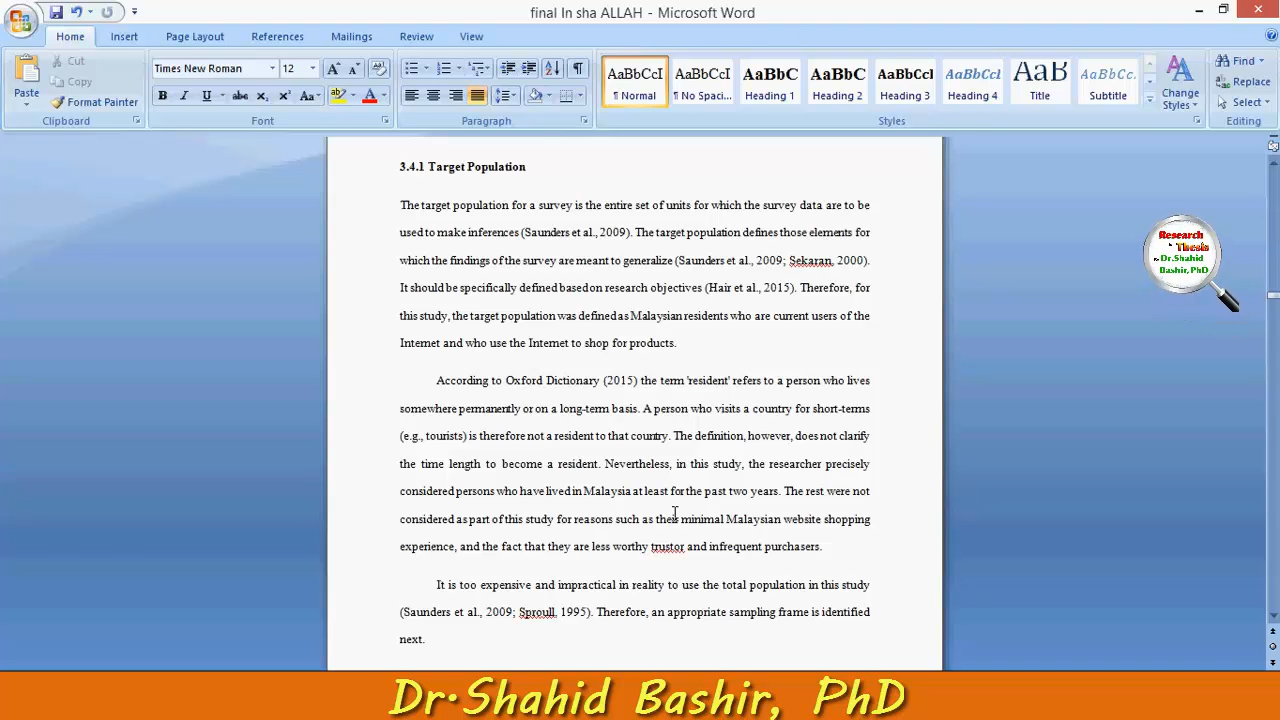 final In sha ALLAH - Microsoft Word
Home Insert Page Layout References Mailings Review View
Paste
Cut
Copy
Format Painter
Clipboard
Times New Roman 12
Font
Paragraph
AaBbCcI AaBbCcI AaBbC AaBbC AaBbCcl AaBbCcl AaB AaBbCc.
¶ Normal ¶ No Spaci... Heading 1 Heading 2 Heading 3 Heading 4 Title Subtitle
Change Styles
Styles
Find
Replace
Select
Editing
3.4.1 Target Population
The target population for a survey is the entire set of units for which the survey data are to be
used to make inferences (Saunders et al., 2009). The target population defines those elements for
which the findings of the survey are meant to generalize (Saunders et al., 2009; Sekaran, 2000).
It should be specifically defined based on research objectives (Hair et al., 2015). Therefore, for
this study, the target population was defined as Malaysian residents who are current users of the
Internet and who use the Internet to shop for products.
According to Oxford Dictionary (2015) the term 'resident' refers to a person who lives
somewhere permanently or on a long-term basis. A person who visits a country for short-terms
(e.g., tourists) is therefore not a resident to that country. The definition, however, does not clarify
the time length to become a resident. Nevertheless, in this study, the researcher precisely
considered persons who have lived in Malaysia at least for the past two years. The rest were not
considered as part of this study for reasons such as their minimal Malaysian website shopping
experience, and the fact that they are less worthy trustor and infrequent purchasers.
It is too expensive and impractical in reality to use the total population in this study
(Saunders et al., 2009; Sproull, 1995). Therefore, an appropriate sampling frame is identified
next.
Research
Thesis
Dr.Shahid
Bashir, PhD
Dr.Shahid Bashir, PhD